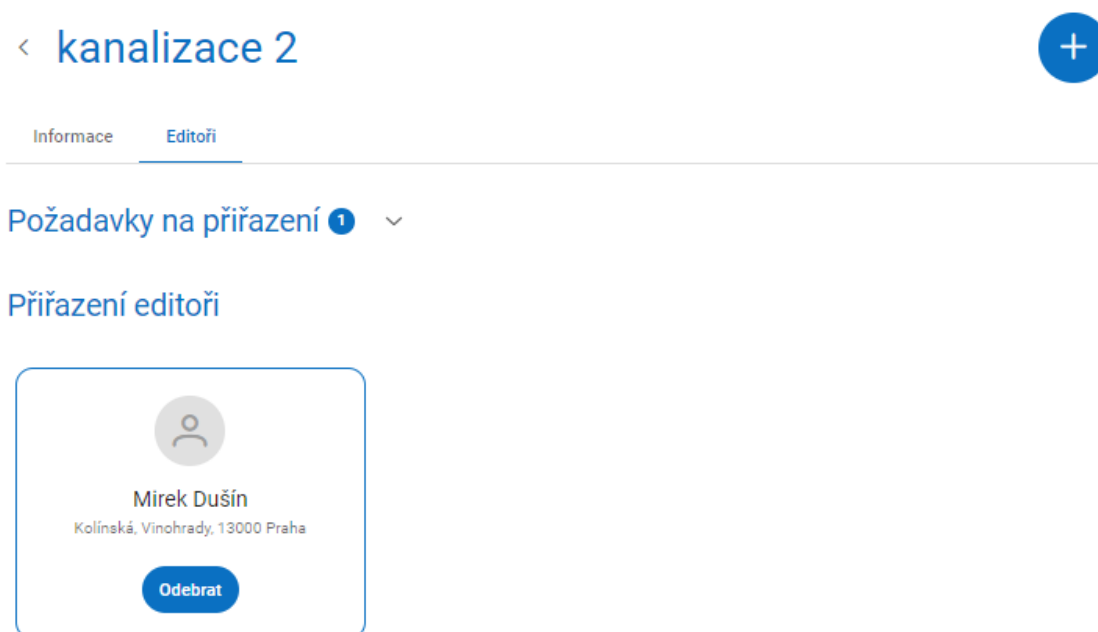 kanalizace 2
Informace Editoři
Požadavky na přiřazení 1
Přiřazení editoři
Mirek Dušín
Kolínská, Vinohrady, 13000 Praha
Odebrat